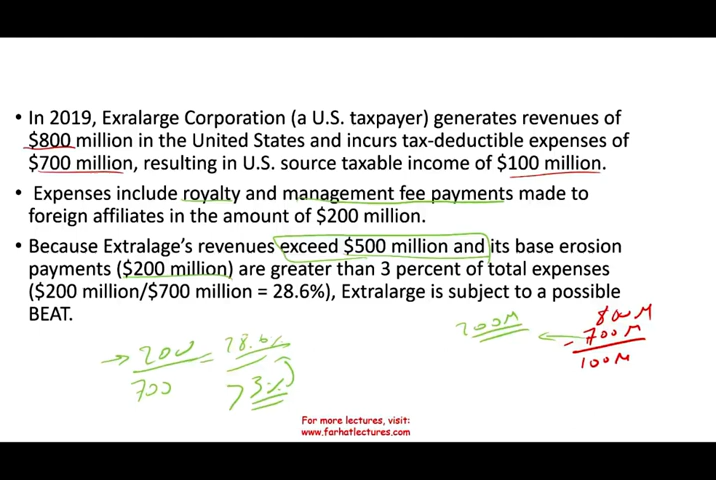 • In 2019, Exralarge Corporation (a U.S. taxpayer) generates revenues of
$800 million in the United States and incurs tax-deductible expenses of
$700 million, resulting in U.S. source taxable income of $100 million.
• Expenses include royalty and management fee payments made to
foreign affiliates in the amount of $200 million.
• Because Extralage's revenues exceed $500 million and its base erosion
payments ($200 million) are greater than 3 percent of total expenses
($200 million/$700 million = 28.6%), Extralarge is subject to a possible
BEAT.
200M
800M
- 700M
100M
→ 200 = 28.6%
700 > 3%
For more lectures, visit:
www.farhatlectures.com